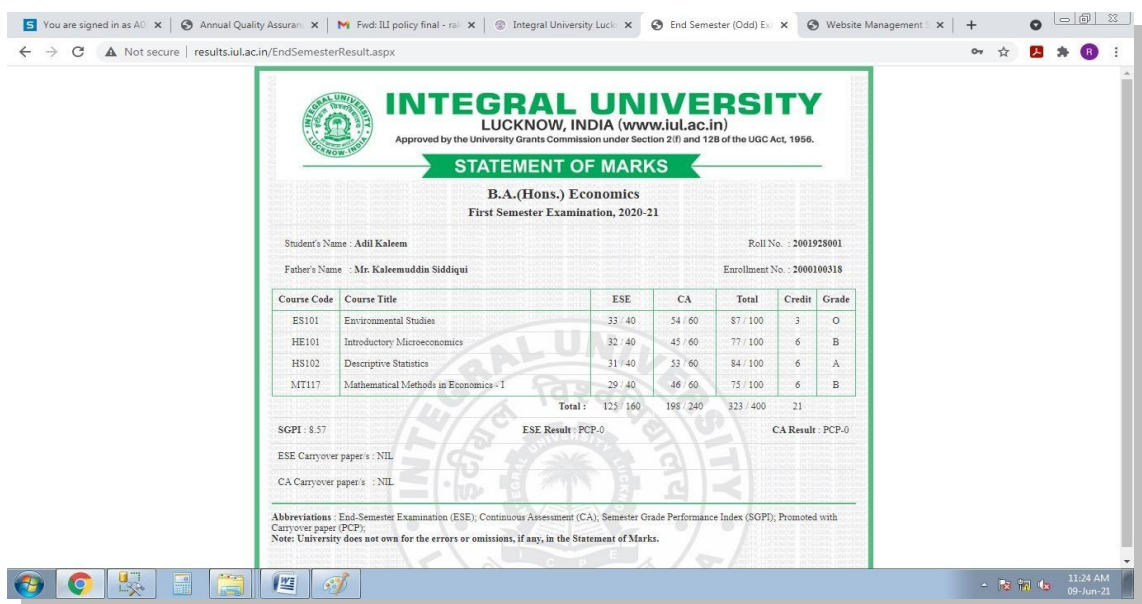 You are signed in as AD
Annual Quality Assuran
Fwd: ILI policy final - ra
Integral University Luck
End Semester (Odd) Ex
Website Management S
Not secure | results.iul.ac.in/EndSemesterResult.aspx
INTEGRAL UNIVERSITY
LUCKNOW, INDIA (www.iul.ac.in)
Approved by the University Grants Commission under Section 2(f) and 12B of the UGC Act, 1956.
STATEMENT OF MARKS
B.A.(Hons.) Economics
First Semester Examination, 2020-21
Student's Name : Adil Kaleem Roll No. : 2001928001
Father's Name : Mr. Kaleemuddin Siddiqui Enrollment No. : 2000100318
Course Code Course Title ESE CA Total Credit Grade
ES101 Environmental Studies 33 / 40 54 / 60 87 / 100 3 O
HE101 Introductory Microeconomics 32 / 40 45 / 60 77 / 100 6 B
HS102 Descriptive Statistics 31 / 40 53 / 60 84 / 100 6 A
MT117 Mathematical Methods in Economics - I 29 / 40 46 / 60 75 / 100 6 B
Total : 125 / 160 198 / 240 323 / 400 21
SGPI : 8.57 ESE Result : PCP-0 CA Result : PCP-0
ESE Carryover paper/s : NIL
CA Carryover paper/s : NIL
Abbreviations : End-Semester Examination (ESE); Continuous Assessment (CA); Semester Grade Performance Index (SGPI); Promoted with
Carryover paper (PCP);
Note: University does not own for the errors or omissions, if any, in the Statement of Marks.
11:24 AM
09-Jun-21